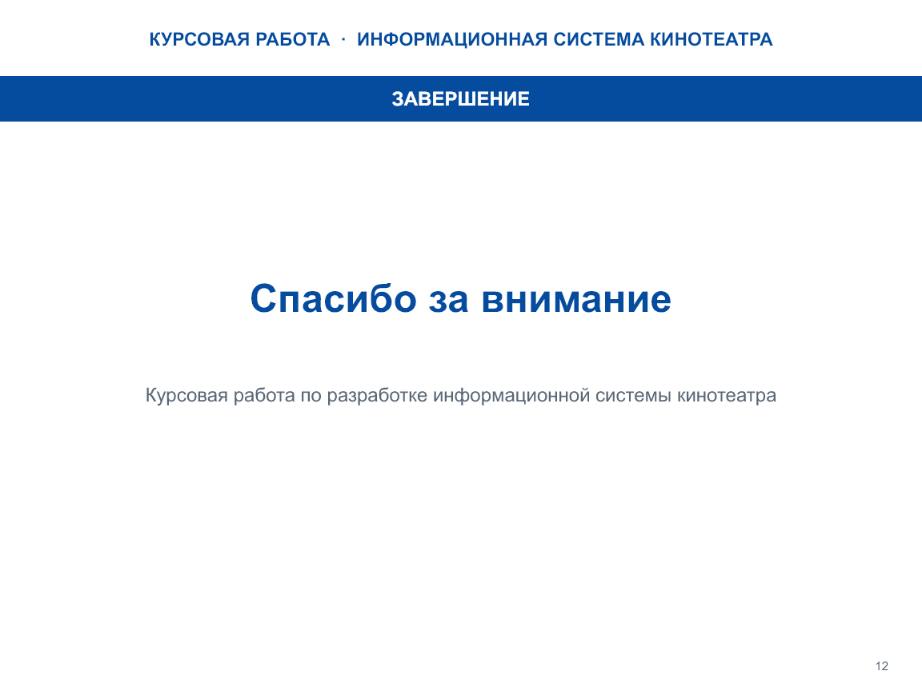 КУРСОВАЯ РАБОТА · ИНФОРМАЦИОННАЯ СИСТЕМА КИНОТЕАТРА
ЗАВЕРШЕНИЕ
Спасибо за внимание
Курсовая работа по разработке информационной системы кинотеатра
12